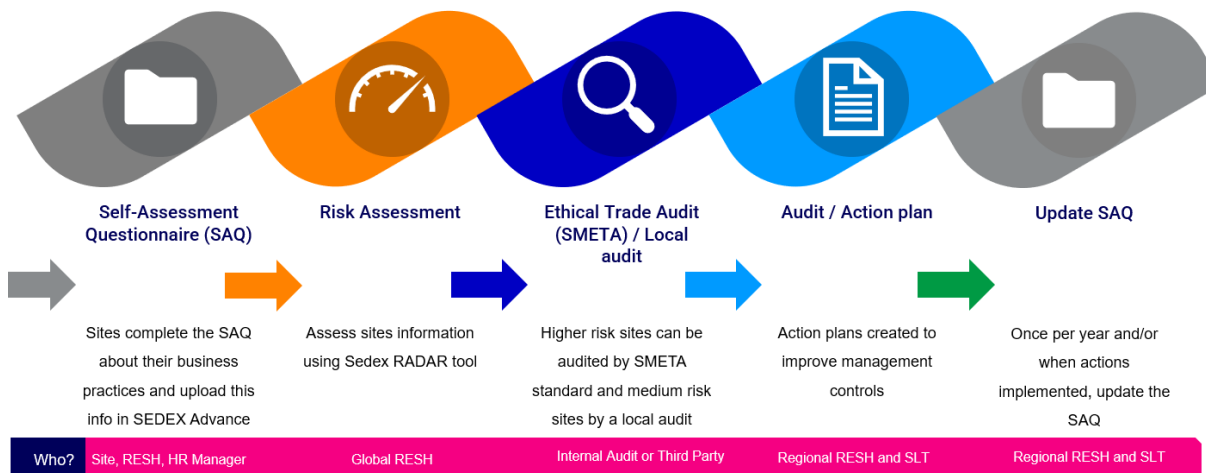 Self-Assessment
Questionnaire (SAQ)
Risk Assessment
Ethical Trade Audit
(SMETA) / Local
audit
Audit / Action plan
Update SAQ
Sites complete the SAQ
about their business
practices and upload this
info in SEDEX Advance
Assess sites information
using Sedex RADAR tool
Higher risk sites can be
audited by SMETA
standard and medium risk
sites by a local audit
Action plans created to
improve management
controls
Once per year and/or
when actions
implemented, update the
SAQ
Who?
Site, RESH, HR Manager
Global RESH
Internal Audit or Third Party
Regional RESH and SLT
Regional RESH and SLT